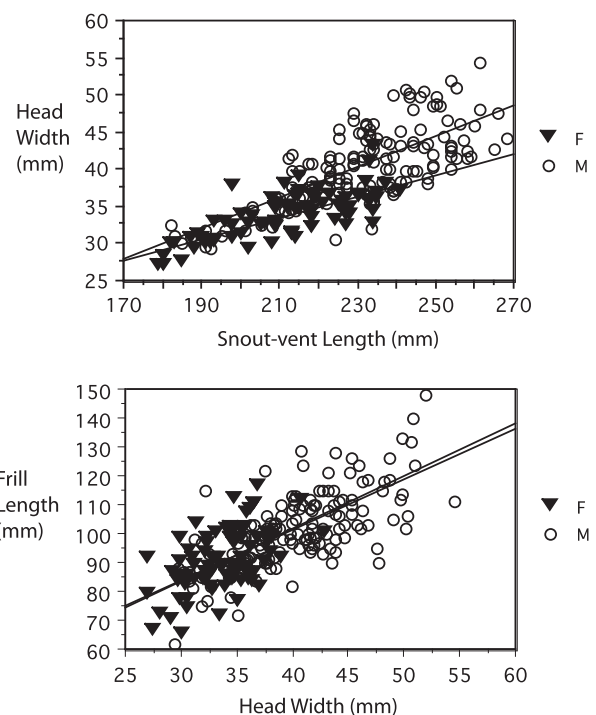 60
55
50
45
40
35
30
25
Head
Width
(mm)
F
M
170 190 210 230 250 270
Snout-vent Length (mm)
150
140
130
120
110
100
90
80
70
60
Frill
Length
(mm)
F
M
25 30 35 40 45 50 55 60
Head Width (mm)